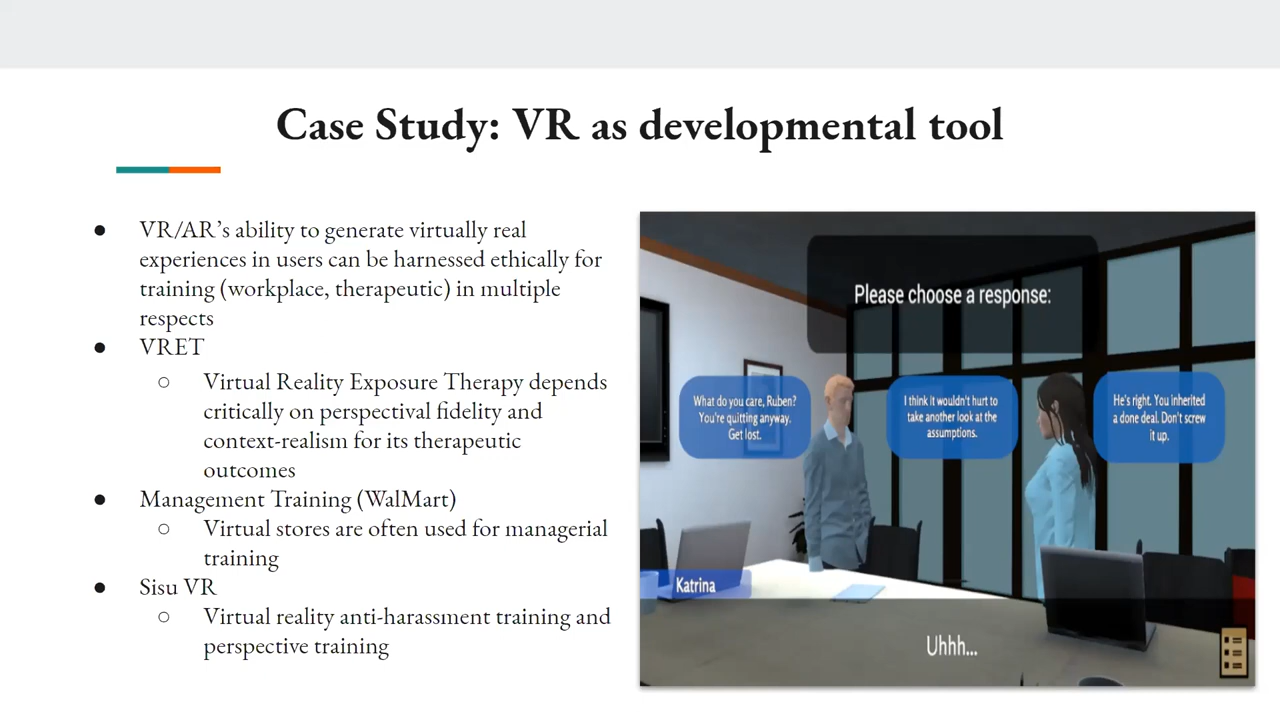 Case Study: VR as developmental tool
● VR/AR's ability to generate virtually real
experiences in users can be harnessed ethically for
training (workplace, therapeutic) in multiple
respects
● VRET
○ Virtual Reality Exposure Therapy depends
critically on perspectival fidelity and
context-realism for its therapeutic
outcomes
● Management Training (WalMart)
○ Virtual stores are often used for managerial
training
● Sisu VR
○ Virtual reality anti-harassment training and
perspective training
Please choose a response:
What do you care, Ruben?
You're quitting anyway.
Get lost.
I think it wouldn't hurt to
take another look at the
assumptions.
He's right. You inherited
a done deal. Don't screw
it up.
Katrina
Uhhh...